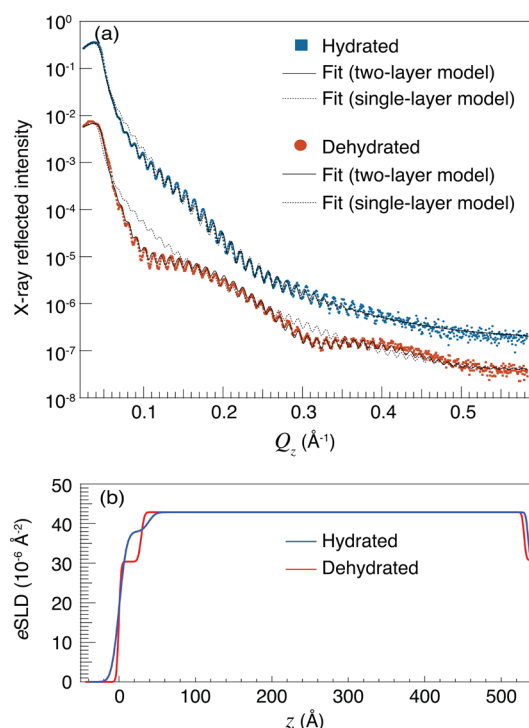 (a)
Hydrated
Fit (two-layer model)
Fit (single-layer model)
Dehydrated
Fit (two-layer model)
Fit (single-layer model)
X-ray reflected intensity
10⁰
10⁻¹
10⁻²
10⁻³
10⁻⁴
10⁻⁵
10⁻⁶
10⁻⁷
10⁻⁸
0.1 0.2 0.3 0.4 0.5
Q_z (Å⁻¹)
(b)
Hydrated
Dehydrated
eSLD (10⁻⁶ Å⁻²)
50
40
30
20
10
0
0 100 200 300 400 500
z (Å)